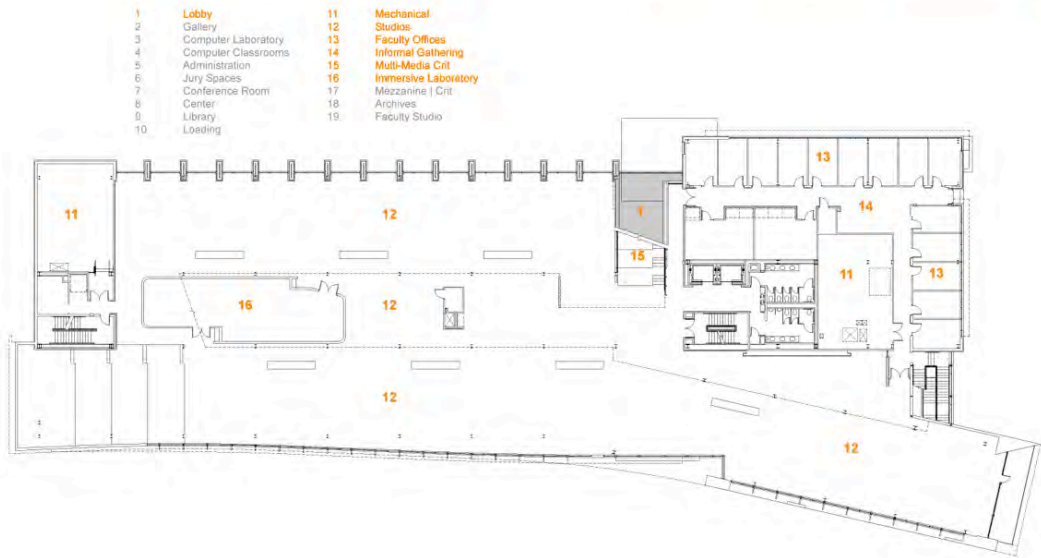 1 Lobby
2 Gallery
3 Computer Laboratory
4 Computer Classrooms
5 Administration
6 Jury Spaces
7 Conference Room
8 Center
9 Library
10 Loading
11 Mechanical
12 Studios
13 Faculty Offices
14 Informal Gathering
15 Multi-Media Crit
16 Immersive Laboratory
17 Mezzanine | Crit
18 Archives
19 Faculty Studio
13
14
11
12
1
15
16
12
11
13
12
12